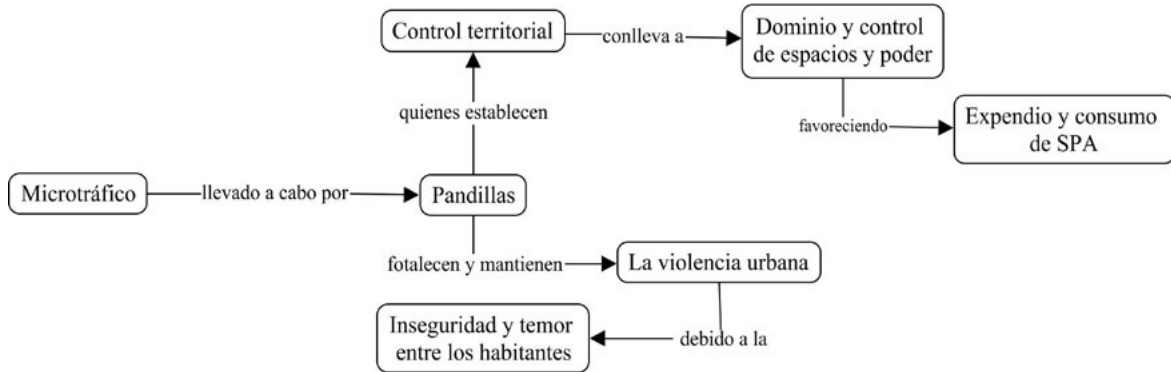 Control territorial
conlleva a
Dominio y control
de espacios y poder
quienes establecen
favoreciendo
Expendio y consumo
de SPA
Microtráfico
llevado a cabo por
Pandillas
fotalecen y mantienen
La violencia urbana
Inseguridad y temor
entre los habitantes
debido a la